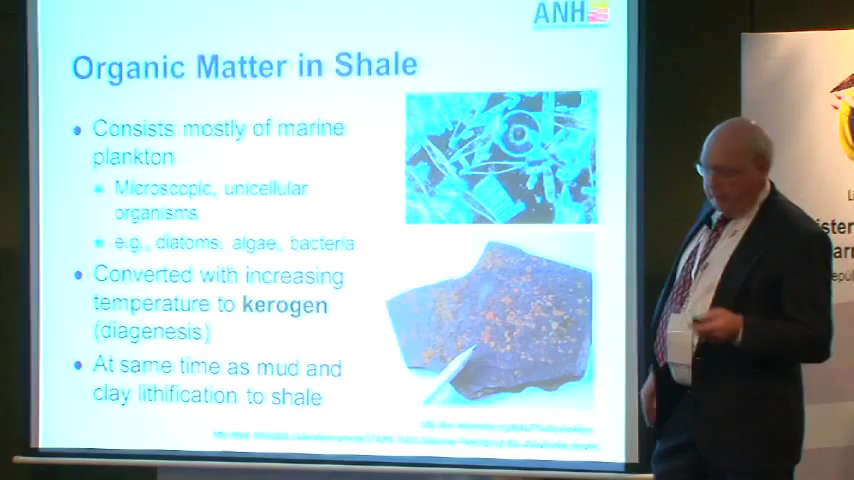 ANH
Organic Matter in Shale
• Consists mostly of marine
plankton
Microscopic, unicellular
organisms
e.g., diatoms, algae, bacteria
• Converted with increasing
temperature to kerogen
(diagenesis)
• At same time as mud and
clay lithification to shale